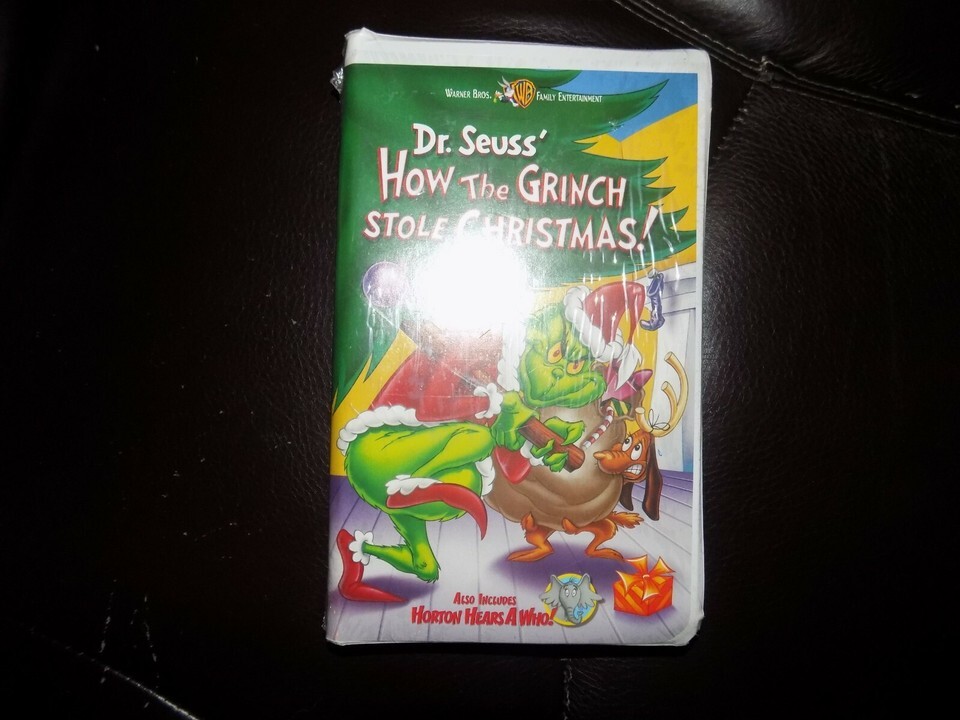 WARNER BROS. WB FAMILY ENTERTAINMENT
Dr. Seuss'
HOW The GRINCH
STOLE CHRISTMAS!
ALSO INCLUDES
HORTON HEARS A WHO!